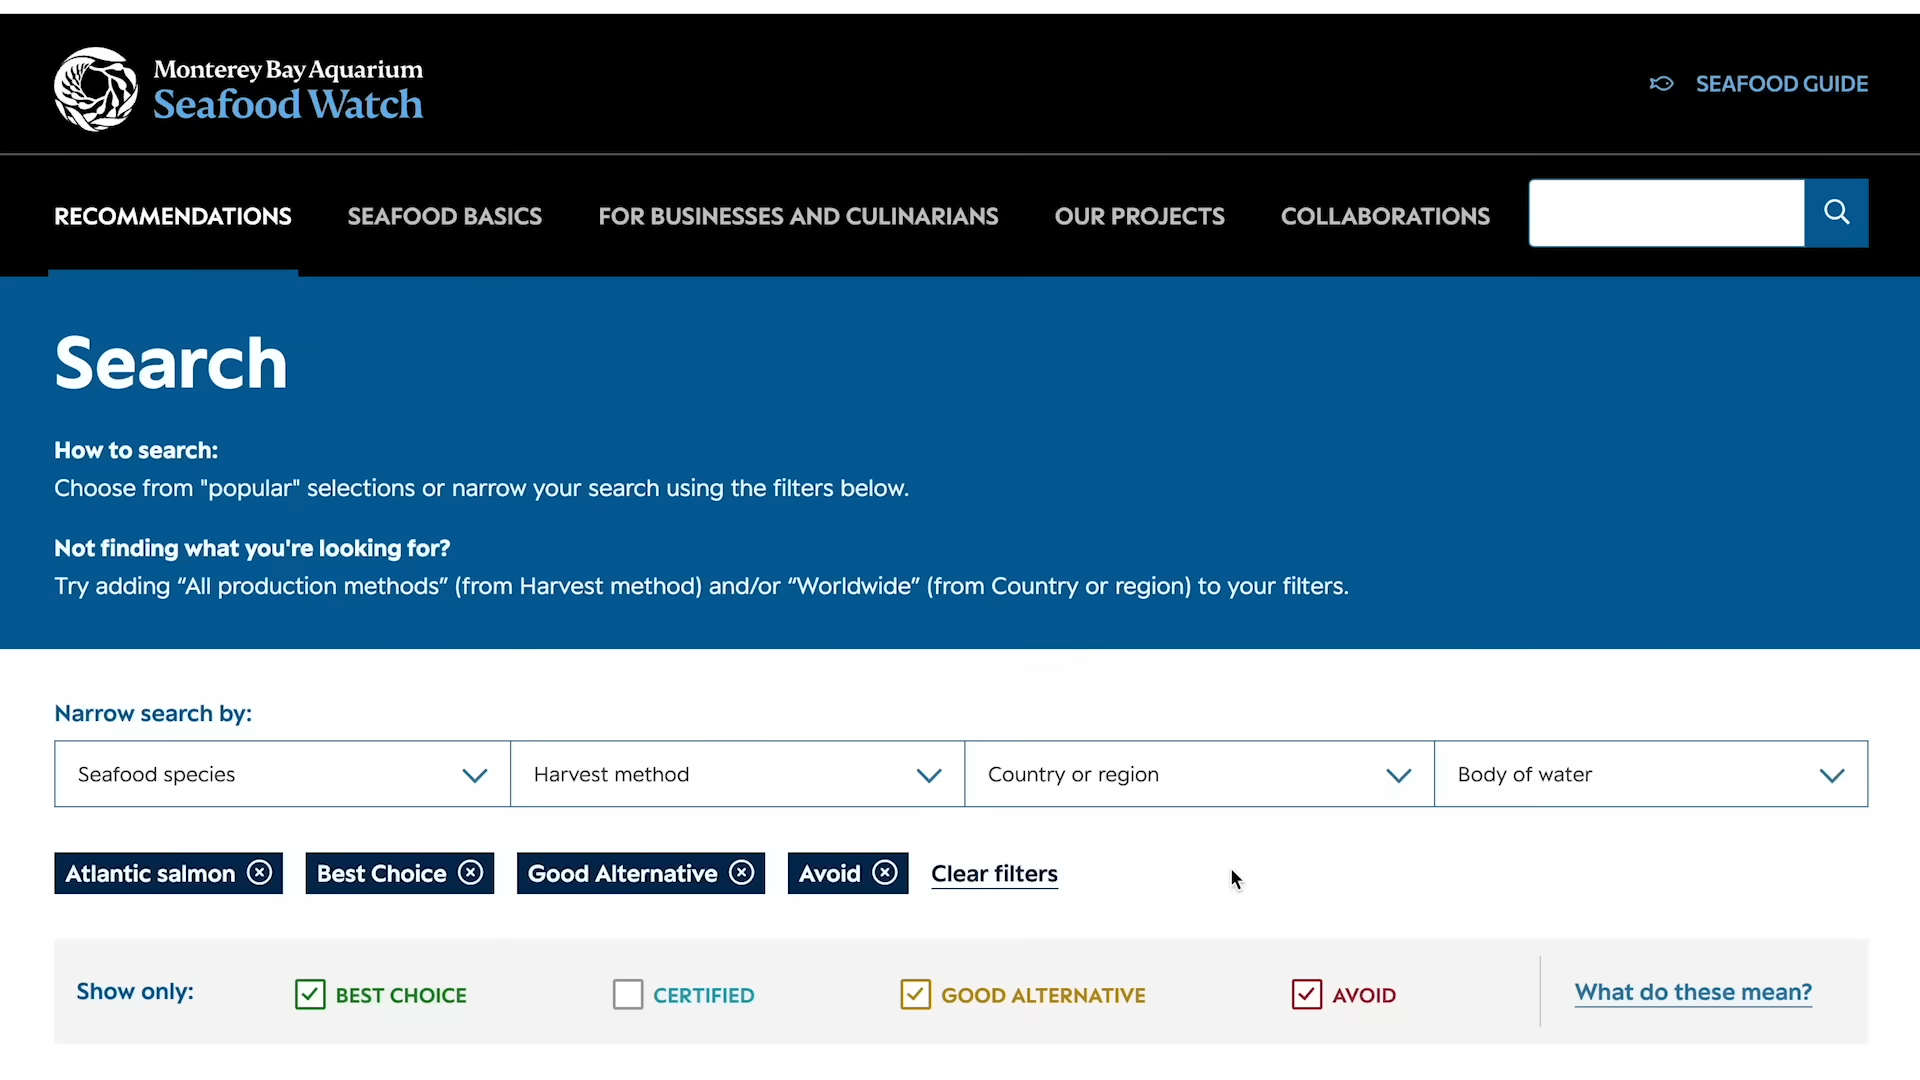 Monterey Bay Aquarium
Seafood Watch
SEAFOOD GUIDE
RECOMMENDATIONS
SEAFOOD BASICS
FOR BUSINESSES AND CULINARIANS
OUR PROJECTS
COLLABORATIONS
Search
How to search:
Choose from "popular" selections or narrow your search using the filters below.
Not finding what you're looking for?
Try adding “All production methods” (from Harvest method) and/or “Worldwide” (from Country or region) to your filters.
Narrow search by:
Seafood species
Harvest method
Country or region
Body of water
Atlantic salmon
Best Choice
Good Alternative
Avoid
Clear filters
Show only:
BEST CHOICE
CERTIFIED
GOOD ALTERNATIVE
AVOID
What do these mean?